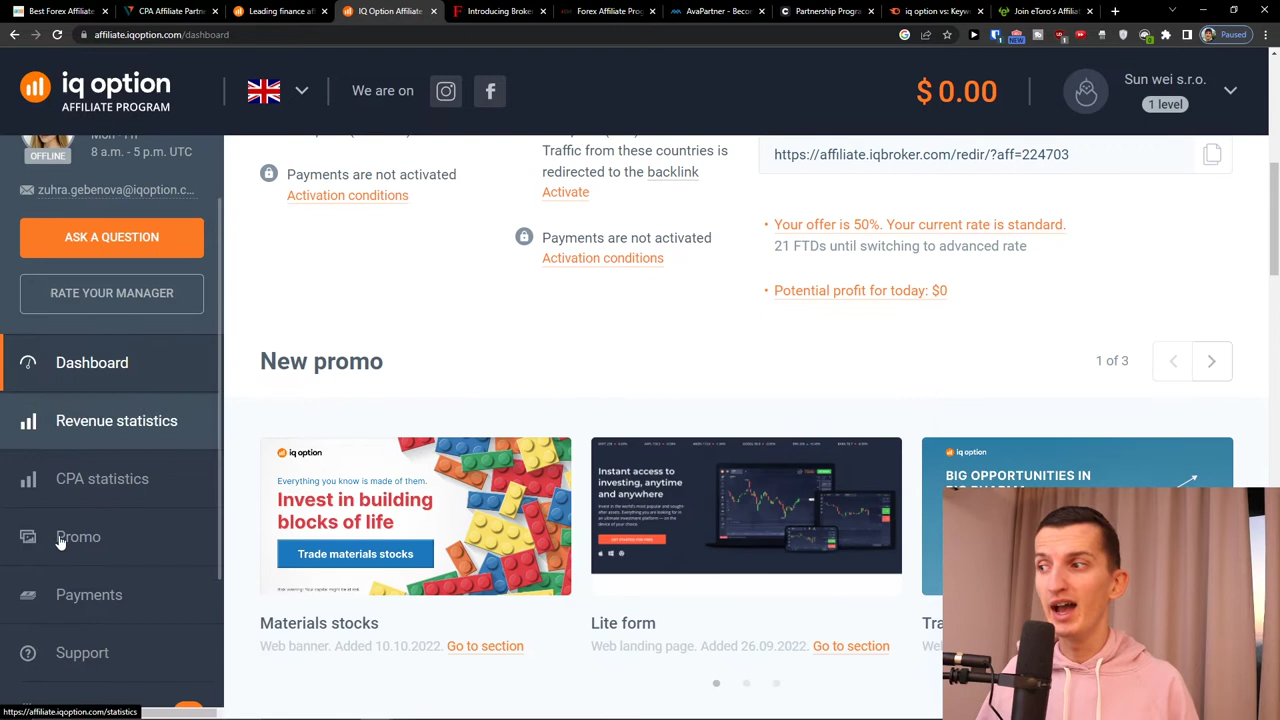 Best Forex Affiliate
CPA Affiliate Partne
Leading finance aff
IQ Option Affiliate
Introducing Broker
Forex Affiliate Prog
AvaPartner - Becom
Partnership Progra
iq option vs: Keyw
Join eToro's Affiliat
affiliate.iqoption.com/dashboard
Paused
iq option
AFFILIATE PROGRAM
We are on
$ 0.00
Sun wei s.r.o.
1 level
Mon - Fri
8 a.m. - 5 p.m. UTC
OFFLINE
zuhra.gebenova@iqoption.c...
ASK A QUESTION
RATE YOUR MANAGER
Dashboard
Revenue statistics
CPA statistics
Promo
Payments
Support
https://affiliate.iqoption.com/statistics
Payments are not activated
Activation conditions
Traffic from these countries is
redirected to the backlink
Activate
Payments are not activated
Activation conditions
https://affiliate.iqbroker.com/redir/?aff=224703
• Your offer is 50%. Your current rate is standard.
21 FTDs until switching to advanced rate
• Potential profit for today: $0
New promo
1 of 3
iq option
Everything you know is made of them.
Invest in building
blocks of life
Trade materials stocks
Materials stocks
Web banner. Added 10.10.2022. Go to section
Instant access to
investing, anytime
and anywhere
Lite form
Web landing page. Added 26.09.2022. Go to section
iq option
BIG OPPORTUNITIES IN